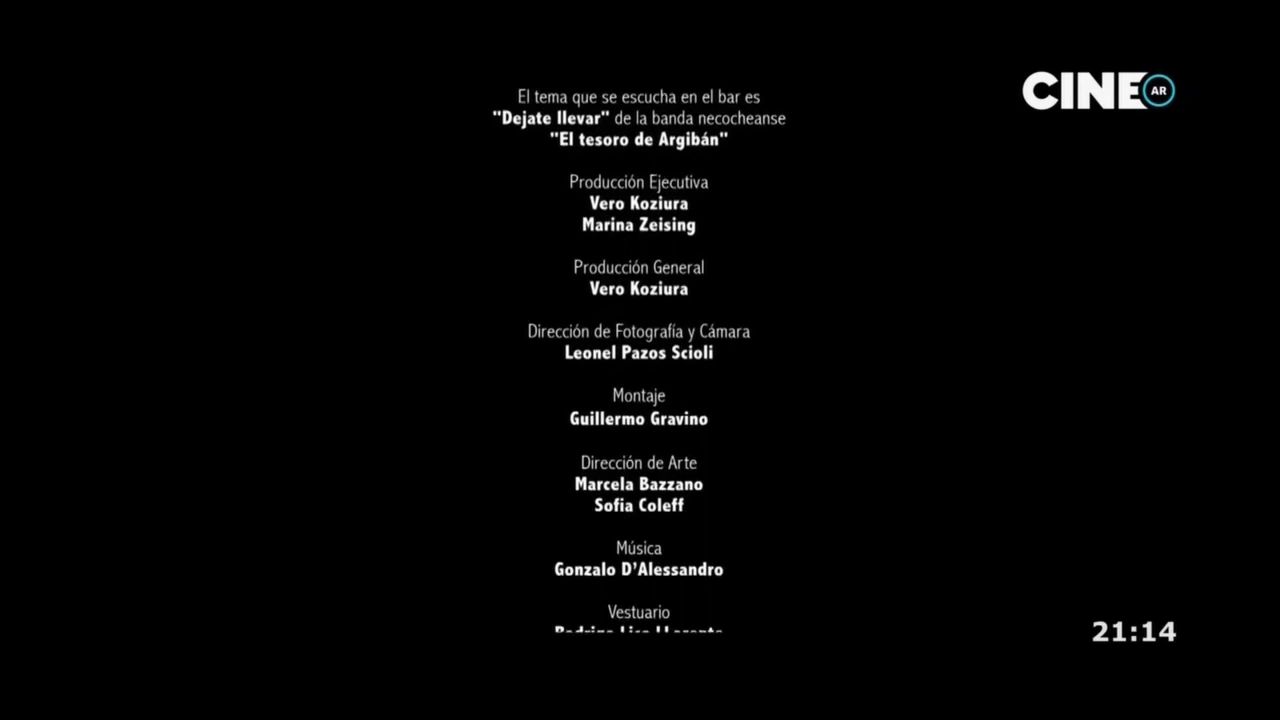 El tema que se escucha en el bar es
"Dejate llevar" de la banda necocheanse
"El tesoro de Argibán"
Producción Ejecutiva
Vero Koziura
Marina Zeising
Producción General
Vero Koziura
Dirección de Fotografía y Cámara
Leonel Pazos Scioli
Montaje
Guillermo Gravino
Dirección de Arte
Marcela Bazzano
Sofia Coleff
Música
Gonzalo D'Alessandro
Vestuario
CINE AR
21:14